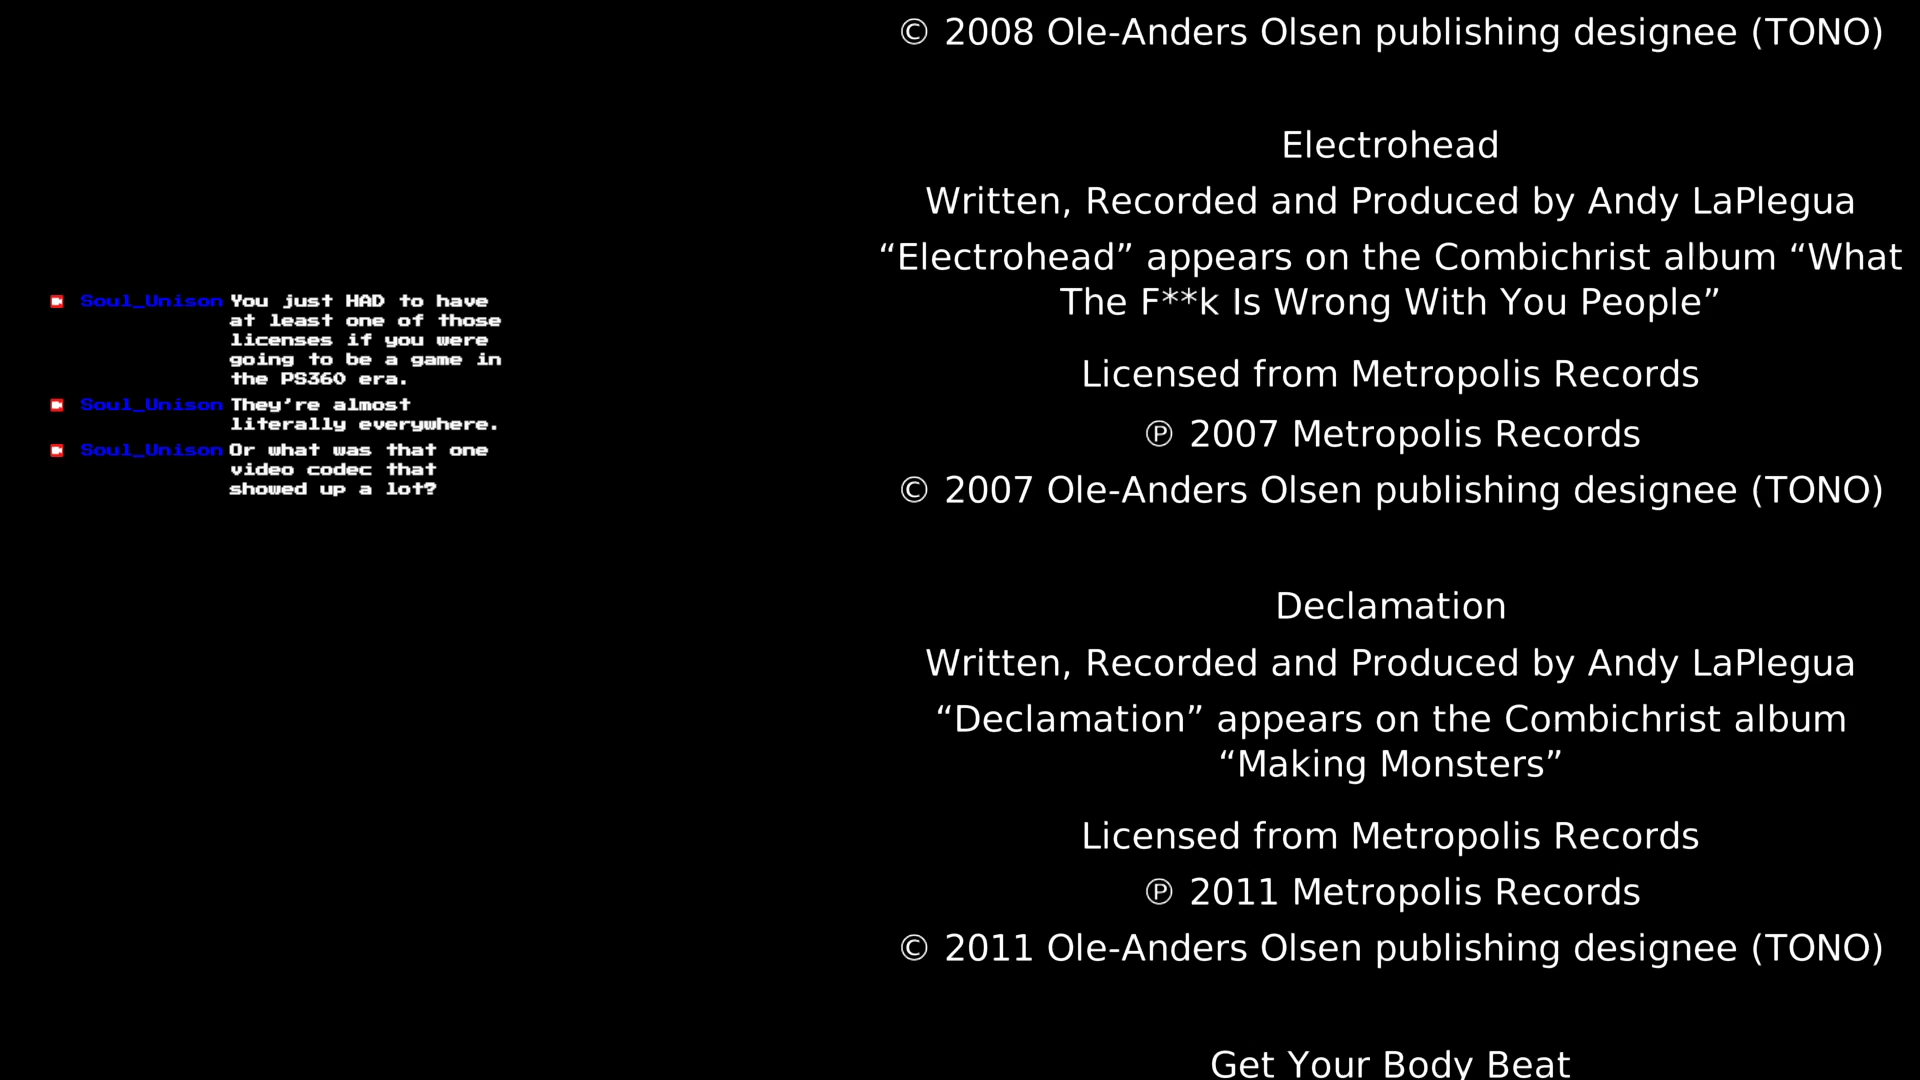 Soul_Unison You just HAD to have
at least one of those
licenses if you were
going to be a game in
the PS360 era.
Soul_Unison They're almost
literally everywhere.
Soul_Unison Or what was that one
video codec that
showed up a lot?
© 2008 Ole-Anders Olsen publishing designee (TONO)
Electrohead
Written, Recorded and Produced by Andy LaPlegua
“Electrohead” appears on the Combichrist album “What
The F**k Is Wrong With You People”
Licensed from Metropolis Records
℗ 2007 Metropolis Records
© 2007 Ole-Anders Olsen publishing designee (TONO)
Declamation
Written, Recorded and Produced by Andy LaPlegua
“Declamation” appears on the Combichrist album
“Making Monsters”
Licensed from Metropolis Records
℗ 2011 Metropolis Records
© 2011 Ole-Anders Olsen publishing designee (TONO)
Get Your Body Beat